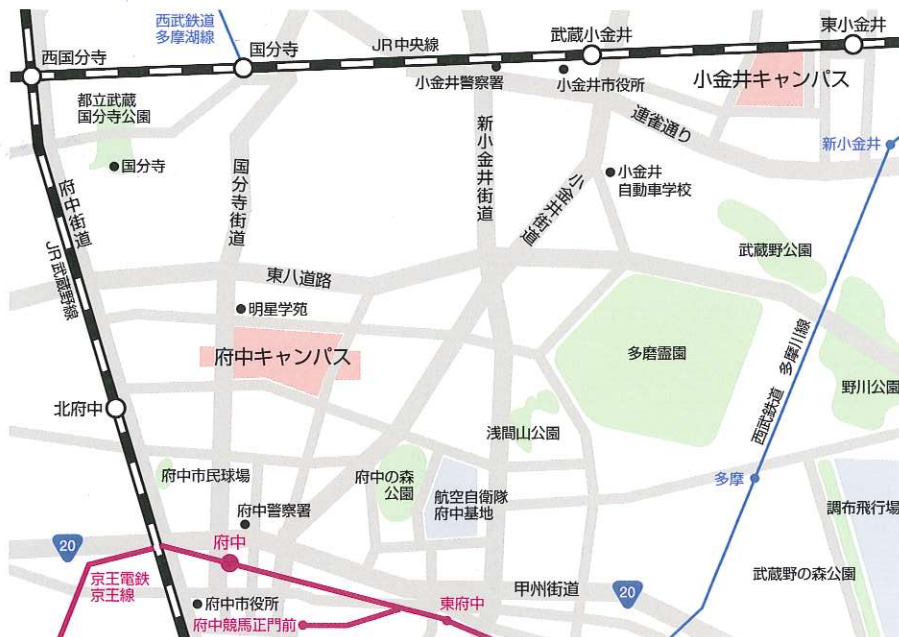 西武鉄道
多摩湖線
西国分寺
国分寺
JR中央線
武蔵小金井
東小金井
小金井警察署
小金井市役所
小金井キャンパス
都立武蔵
国分寺公園
国分寺
連雀通り
新小金井
府中街道
JR武蔵野線
国分寺街道
新小金井街道
小金井街道
小金井
自動車学校
武蔵野公園
東八道路
明星学苑
府中キャンパス
多磨霊園
西武鉄道 多摩川線
野川公園
北府中
浅間山公園
府中市民球場
府中の森
公園
航空自衛隊
府中基地
多摩
調布飛行場
府中警察署
20
府中
京王電鉄
京王線
甲州街道
20
武蔵野の森公園
府中市役所
東府中
府中競馬正門前